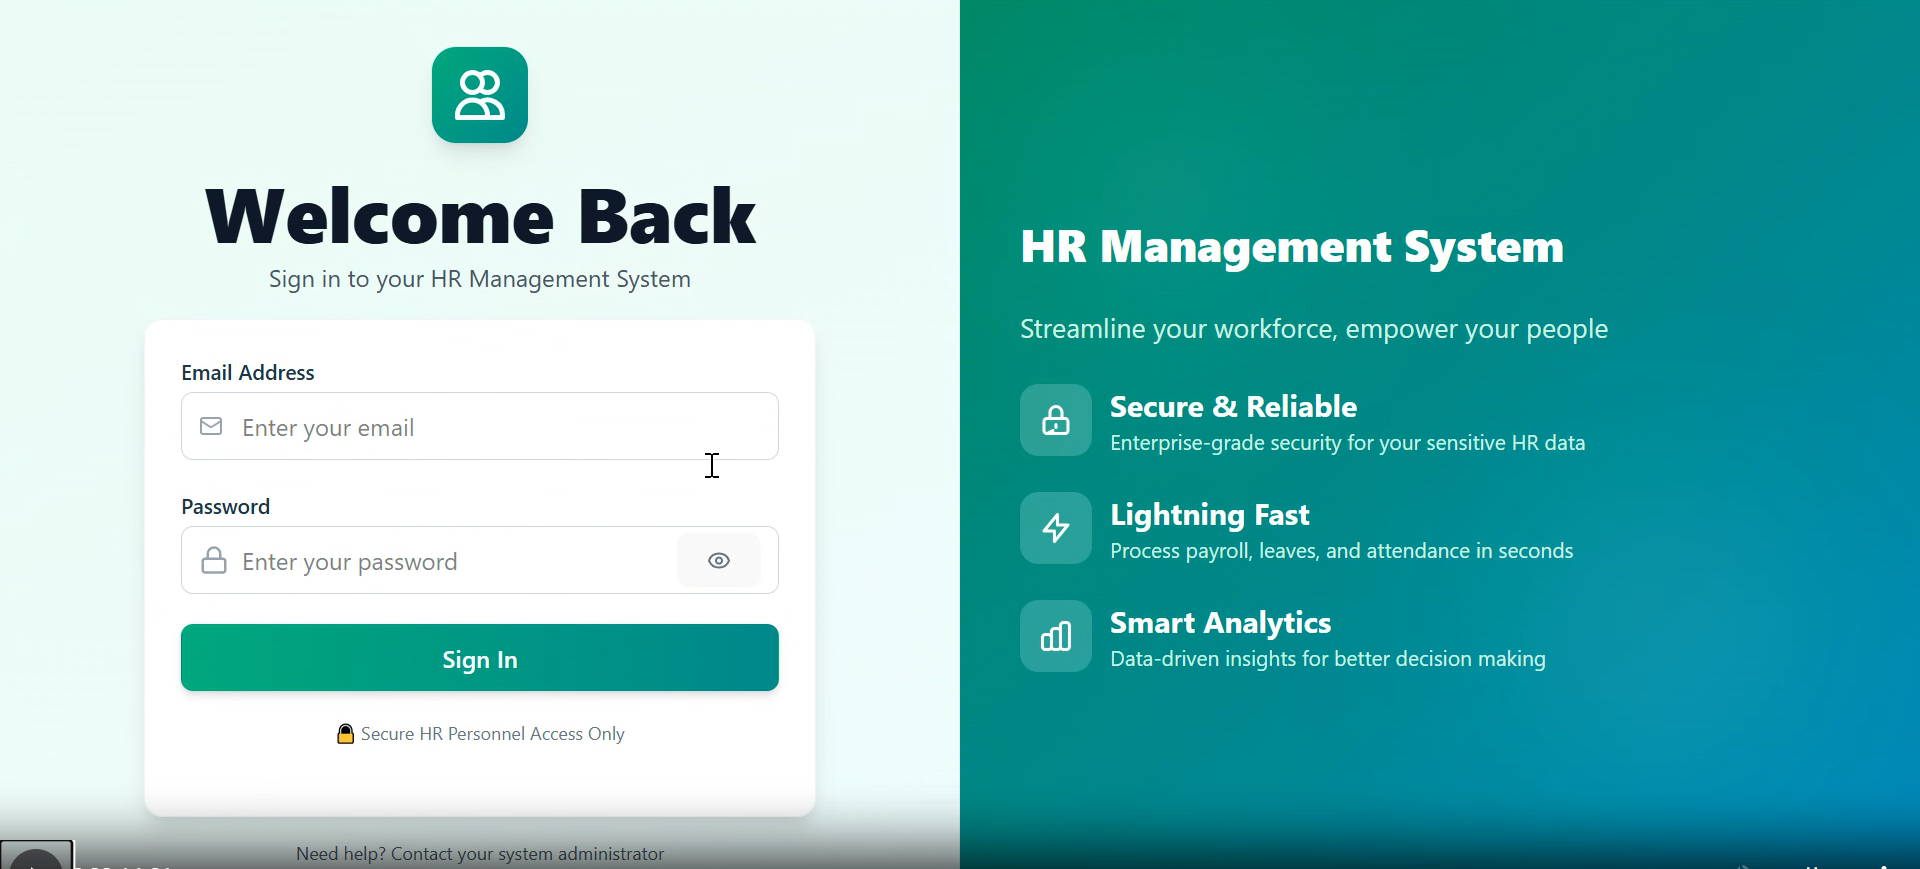 Welcome Back
Sign in to your HR Management System
Email Address
Enter your email
Password
Enter your password
Sign In
Secure HR Personnel Access Only
Need help? Contact your system administrator
HR Management System
Streamline your workforce, empower your people
Secure & Reliable
Enterprise-grade security for your sensitive HR data
Lightning Fast
Process payroll, leaves, and attendance in seconds
Smart Analytics
Data-driven insights for better decision making